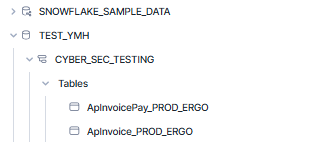 SNOWFLAKE_SAMPLE_DATA
TEST_YMH
CYBER_SEC_TESTING
Tables
ApInvoicePay_PROD_ERGO
ApInvoice_PROD_ERGO